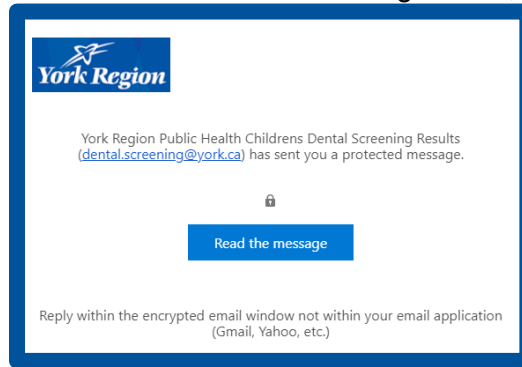 York Region
York Region Public Health Childrens Dental Screening Results
(dental.screening@york.ca) has sent you a protected message.
Read the message
Reply within the encrypted email window not within your email application
(Gmail, Yahoo, etc.)